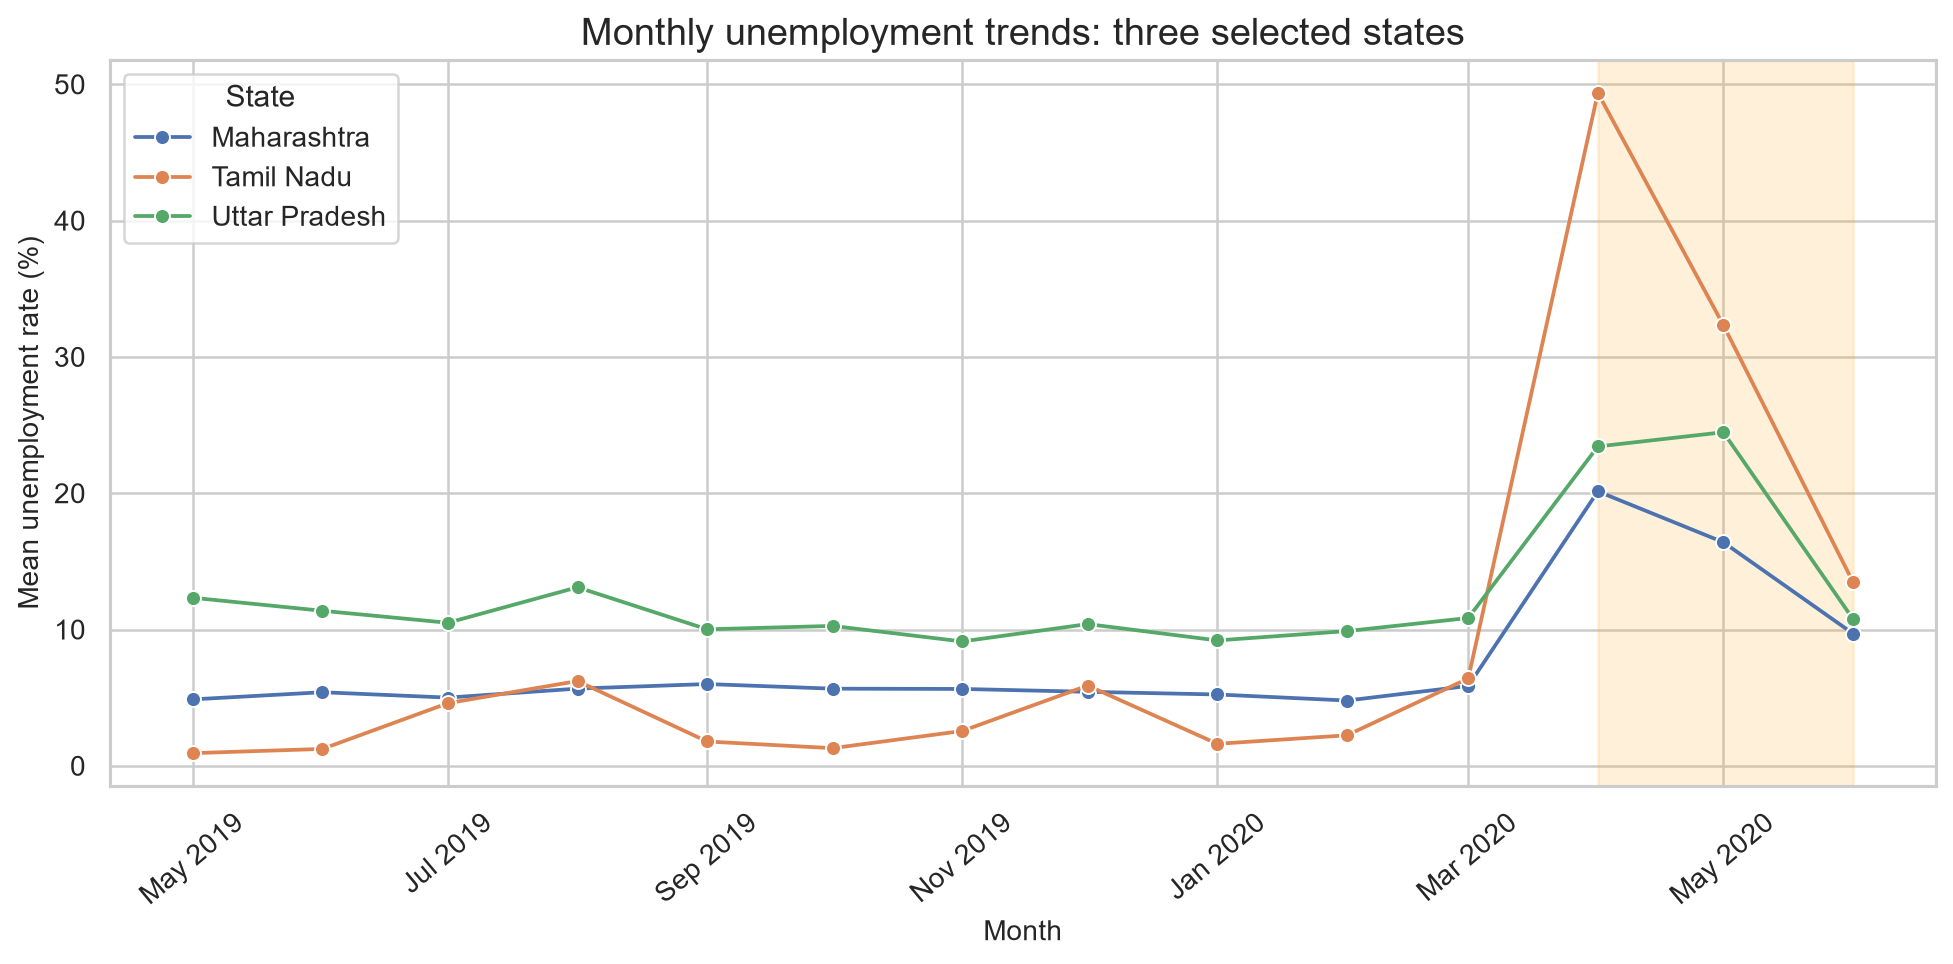 Monthly unemployment trends: three selected states
State
Maharashtra
Tamil Nadu
Uttar Pradesh
Mean unemployment rate (%)
50
40
30
20
10
0
May 2019
Jul 2019
Sep 2019
Nov 2019
Jan 2020
Mar 2020
May 2020
Month